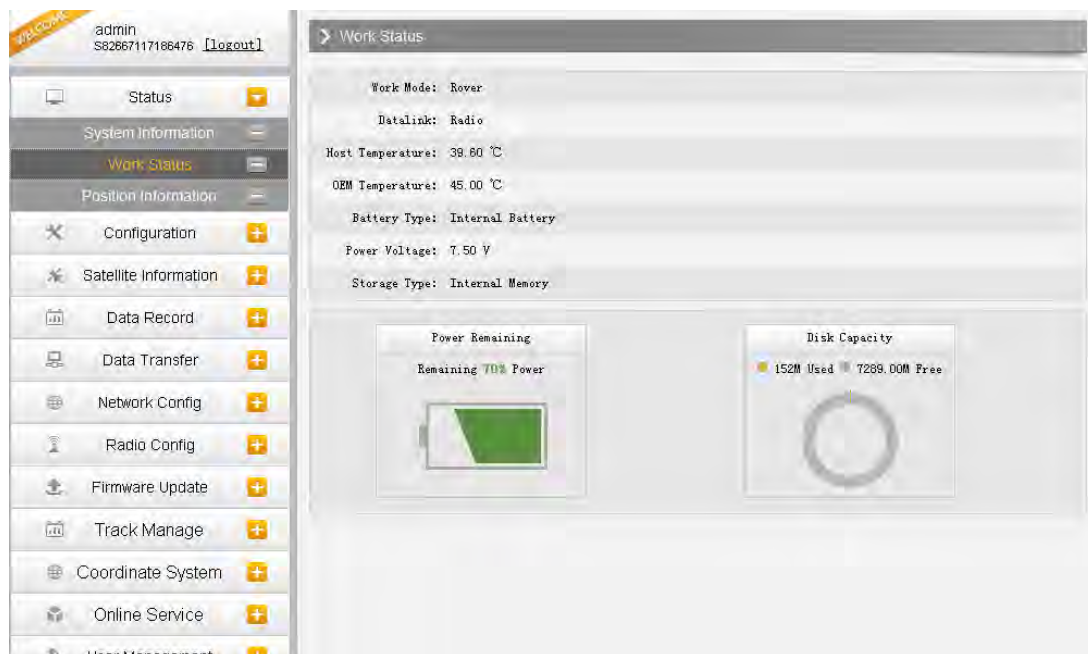 WELCOME
admin
S82667117186476 [logout]
Status
System Information
Work Status
Position Information
Configuration
Satellite Information
Data Record
Data Transfer
Network Config
Radio Config
Firmware Update
Track Manage
Coordinate System
Online Service
User Management
Work Status
Work Mode: Rover
Datalink: Radio
Host Temperature: 39.60 ℃
OEM Temperature: 45.00 ℃
Battery Type: Internal Battery
Power Voltage: 7.50 V
Storage Type: Internal Memory
Power Remaining
Remaining 70% Power
Disk Capacity
152M Used 7289.00M Free